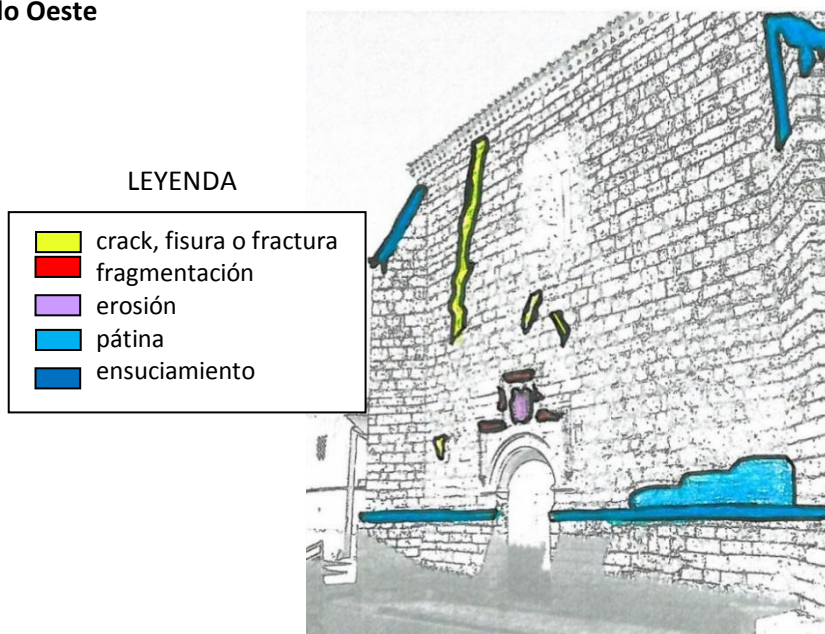 lo Oeste
LEYENDA
crack, fisura o fractura
fragmentación
erosión
pátina
ensuciamiento